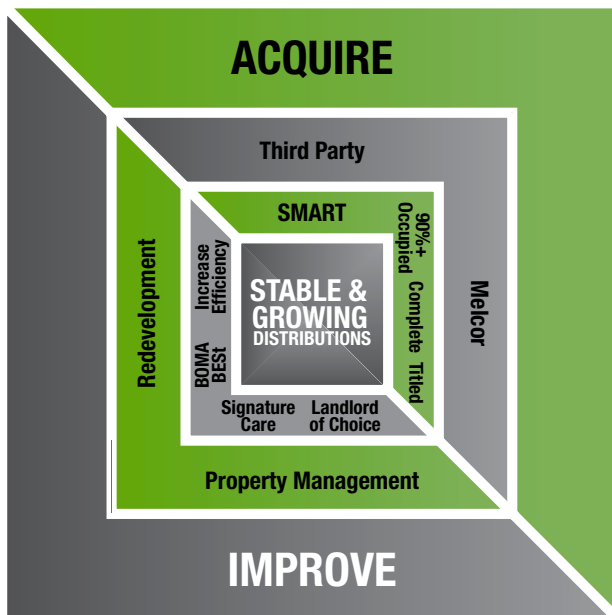 ACQUIRE
Third Party
SMART
90%+
Occupied
Complete
Titled
Melcor
Redevelopment
Increase
Efficiency
BOMA
BESt
STABLE &
GROWING
DISTRIBUTIONS
Signature
Care
Landlord
of Choice
Property Management
IMPROVE